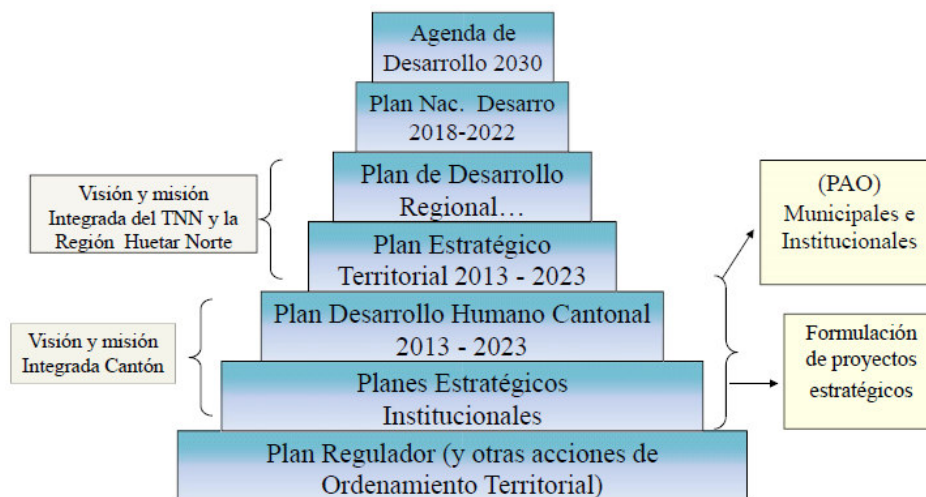 Agenda de
Desarrollo 2030
Plan Nac. Desarro
2018-2022
Plan de Desarrollo
Regional…
Plan Estratégico
Territorial 2013 - 2023
Plan Desarrollo Humano Cantonal
2013 - 2023
Planes Estratégicos
Institucionales
Plan Regulador (y otras acciones de
Ordenamiento Territorial)
Visión y misión
Integrada del TNN y la
Región Huetar Norte
Visión y misión
Integrada Cantón
(PAO)
Municipales e
Institucionales
Formulación
de proyectos
estratégicos